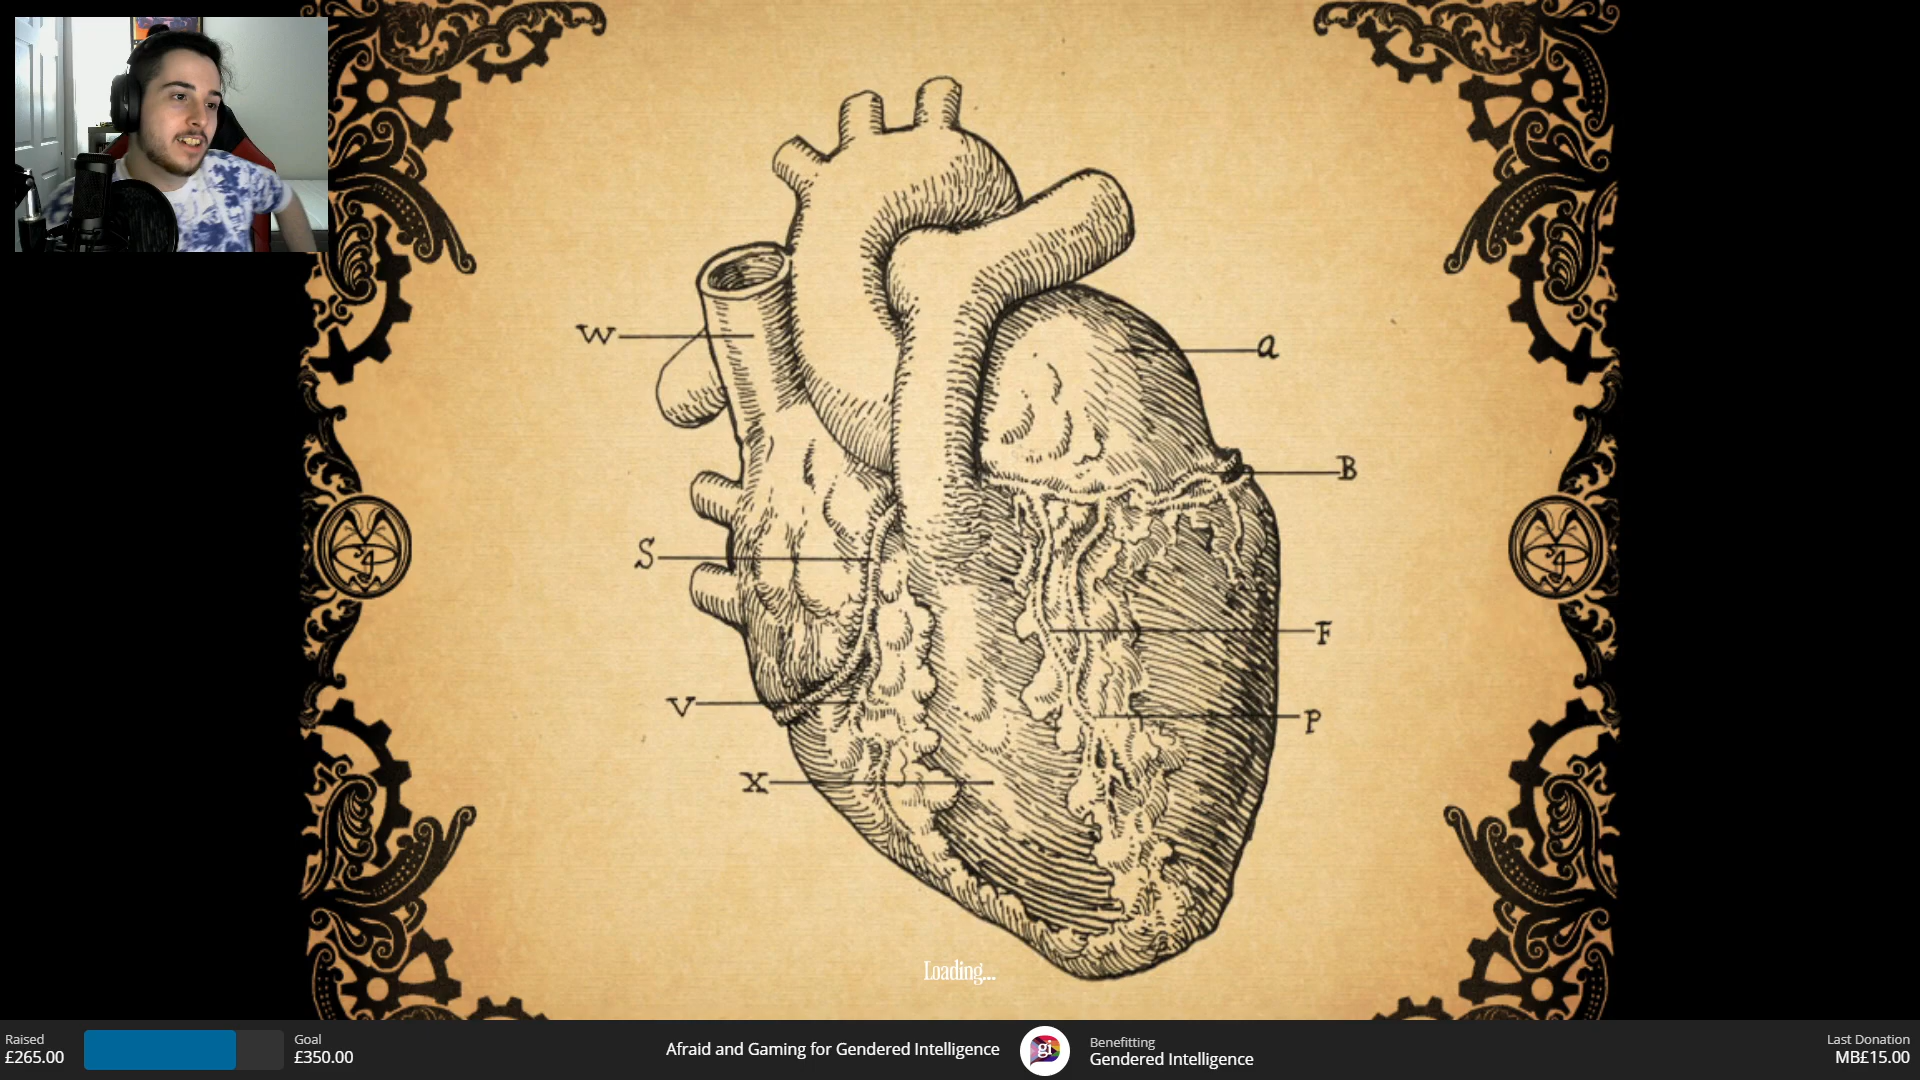 W
a
B
S
F
V
P
X
Loading...
Raised
£265.00
Goal
£350.00
Afraid and Gaming for Gendered Intelligence
gi
Benefitting
Gendered Intelligence
Last Donation
MB£15.00